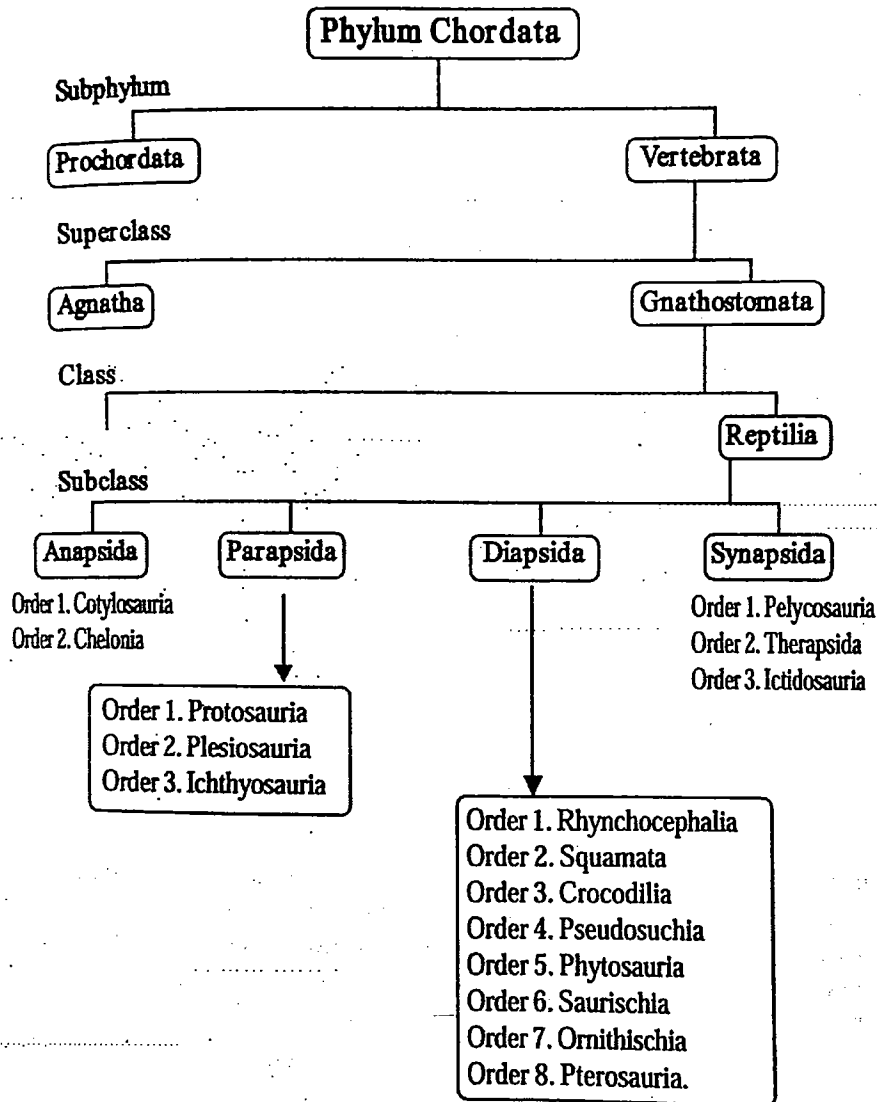 Phylum Chordata
Subphylum
Prochordata
Vertebrata
Superclass
Agnatha
Gnathostomata
Class
Reptilia
Subclass
Anapsida
Parapsida
Diapsida
Synapsida
Order 1. Cotylosauria
Order 2. Chelonia
Order 1. Pelycosauria
Order 2. Therapsida
Order 3. Ictidosauria
Order 1. Protosauria
Order 2. Plesiosauria
Order 3. Ichthyosauria
Order 1. Rhynchocephalia
Order 2. Squamata
Order 3. Crocodilia
Order 4. Pseudosuchia
Order 5. Phytosauria
Order 6. Saurischia
Order 7. Ornithischia
Order 8. Pterosauria.